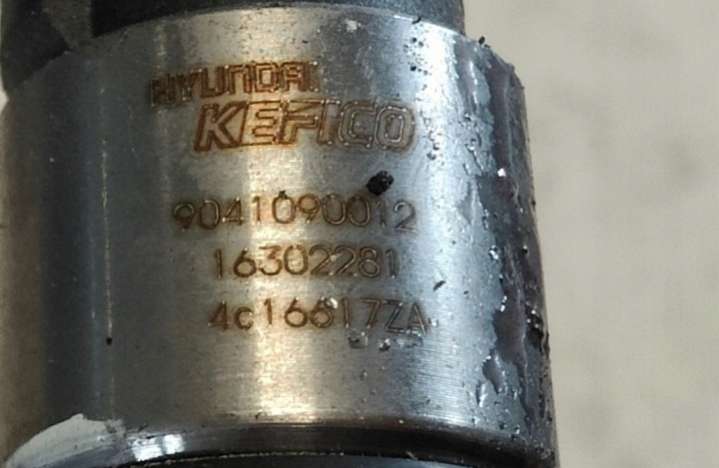 HYUNDAI
KEFICO
9041090012
16302281
4c16617ZA